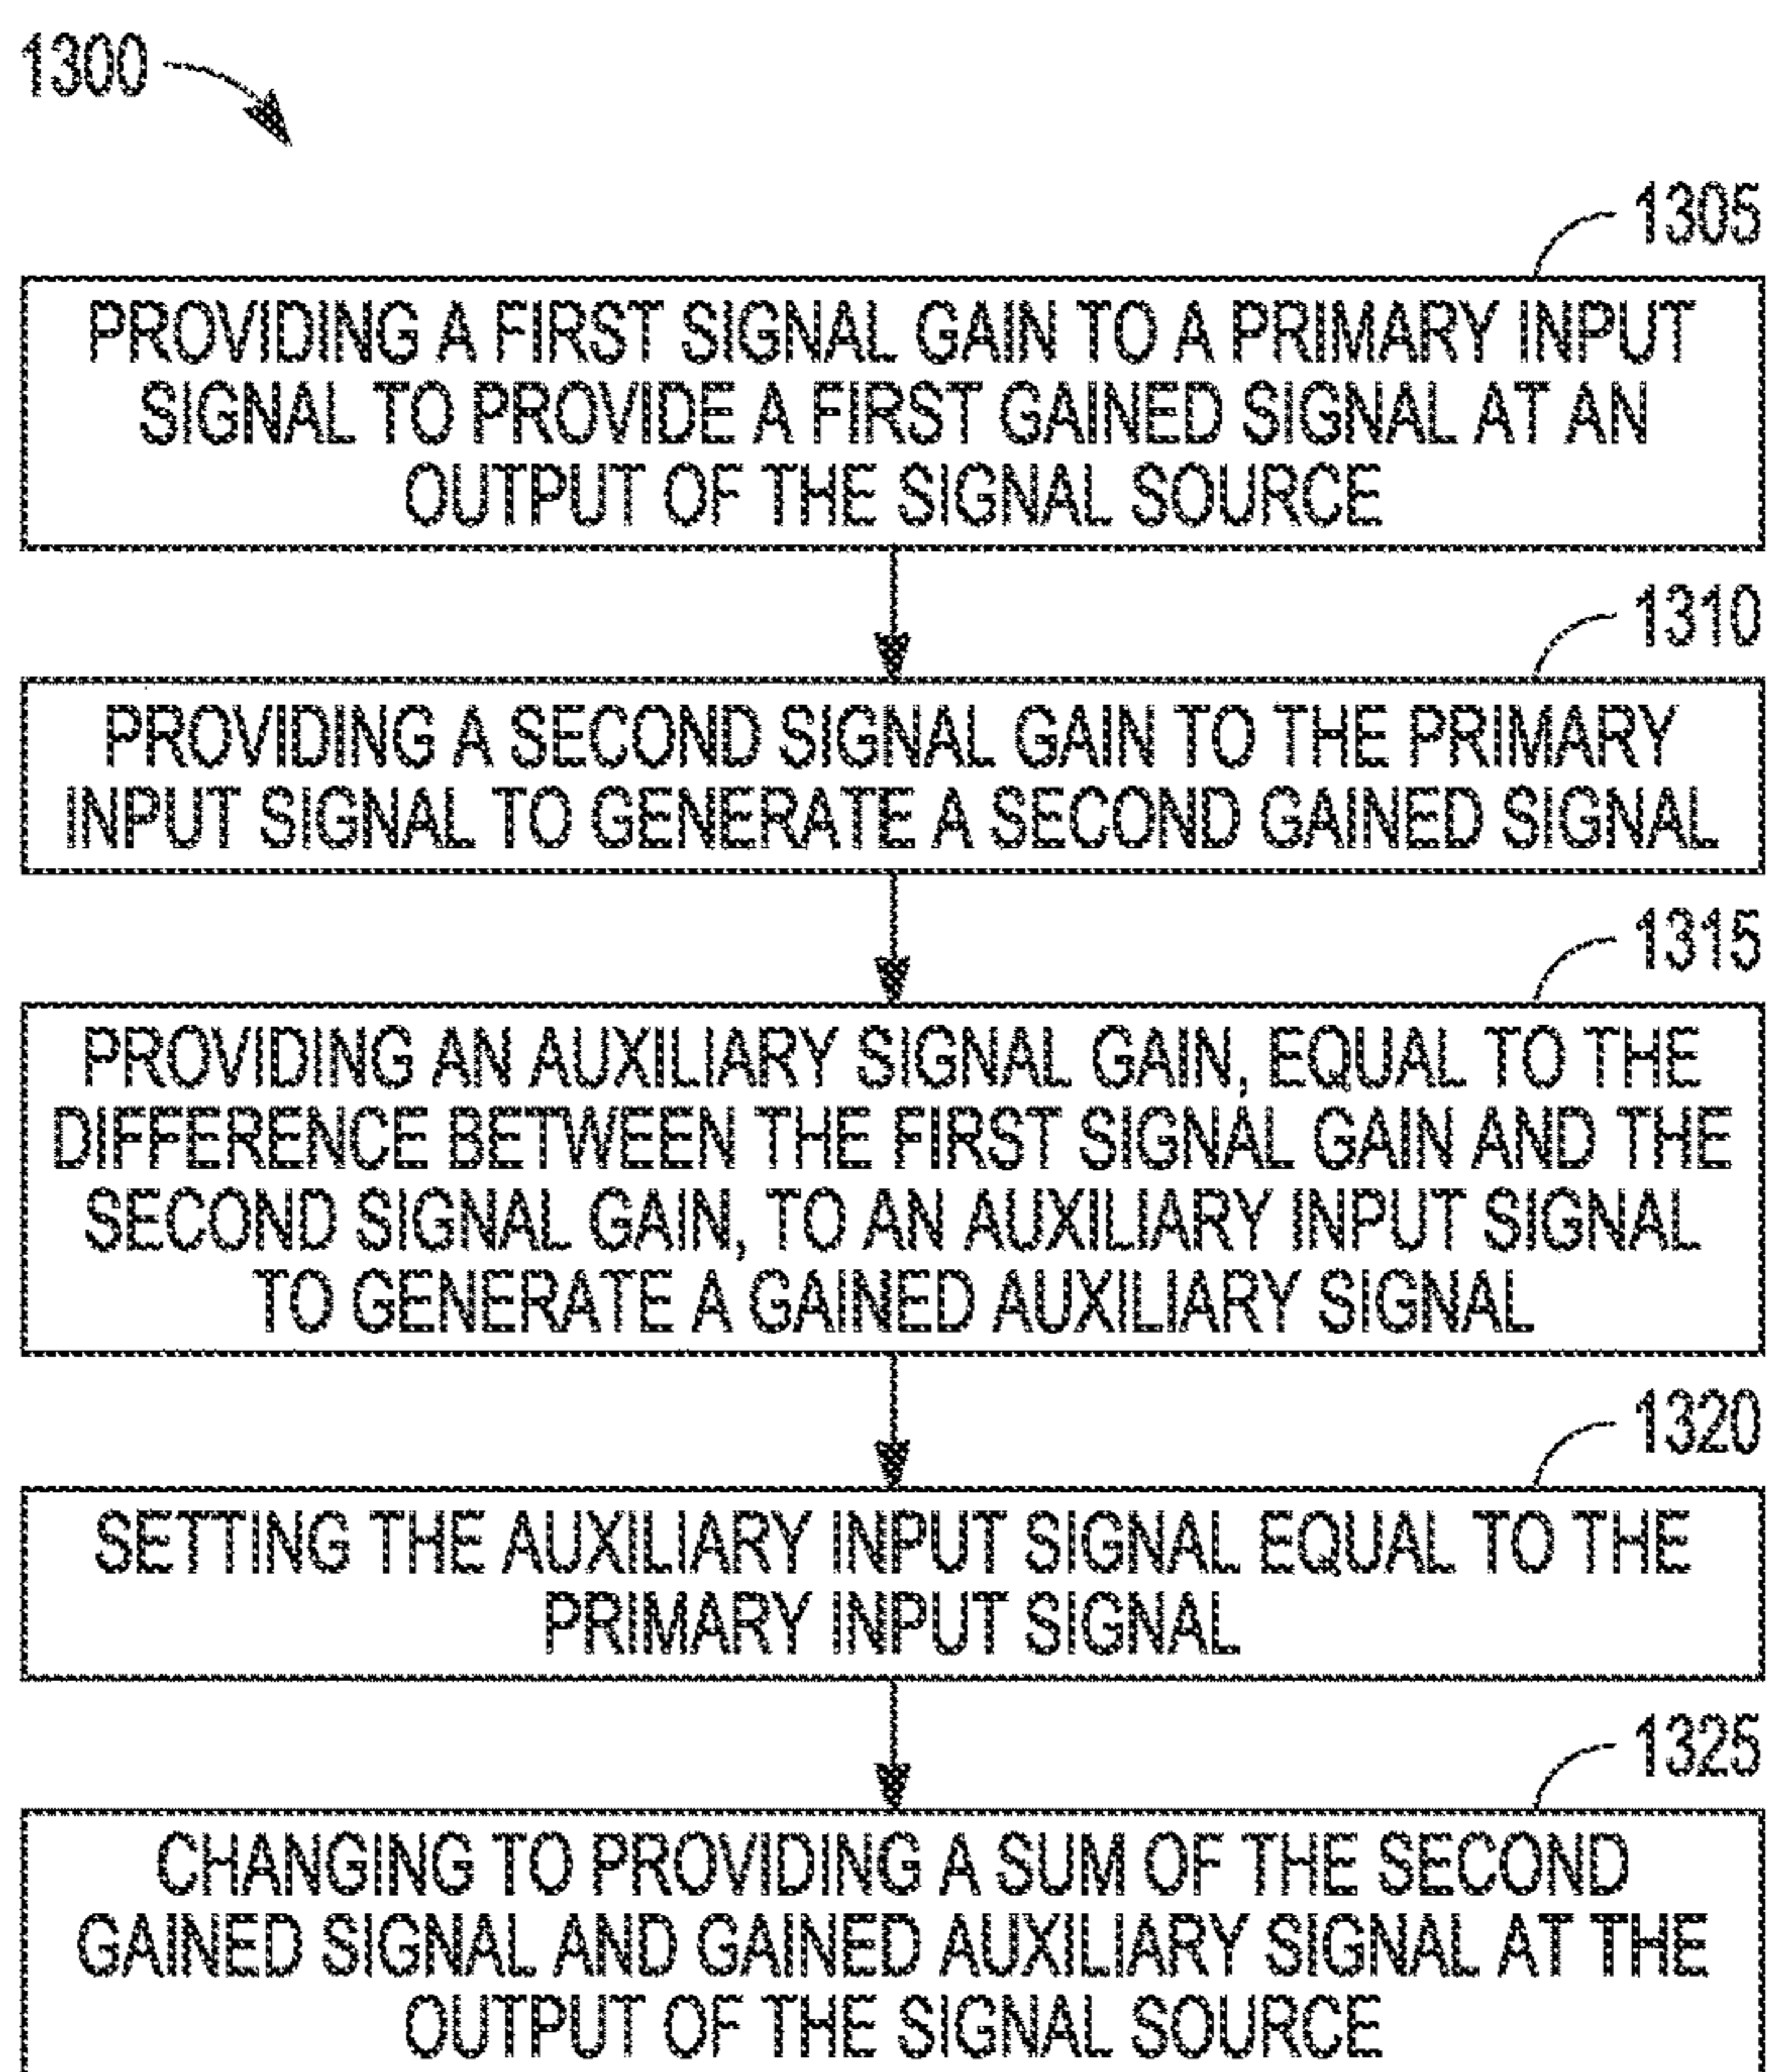 1300
1305
PROVIDING A FIRST SIGNAL GAIN TO A PRIMARY INPUT
SIGNAL TO PROVIDE A FIRST GAINED SIGNAL AT AN
OUTPUT OF THE SIGNAL SOURCE
1310
PROVIDING A SECOND SIGNAL GAIN TO THE PRIMARY
INPUT SIGNAL TO GENERATE A SECOND GAINED SIGNAL
1315
PROVIDING AN AUXILIARY SIGNAL GAIN, EQUAL TO THE
DIFFERENCE BETWEEN THE FIRST SIGNAL GAIN AND THE
SECOND SIGNAL GAIN, TO AN AUXILIARY INPUT SIGNAL
TO GENERATE A GAINED AUXILIARY SIGNAL
1320
SETTING THE AUXILIARY INPUT SIGNAL EQUAL TO THE
PRIMARY INPUT SIGNAL
1325
CHANGING TO PROVIDING A SUM OF THE SECOND
GAINED SIGNAL AND GAINED AUXILIARY SIGNAL AT THE
OUTPUT OF THE SIGNAL SOURCE